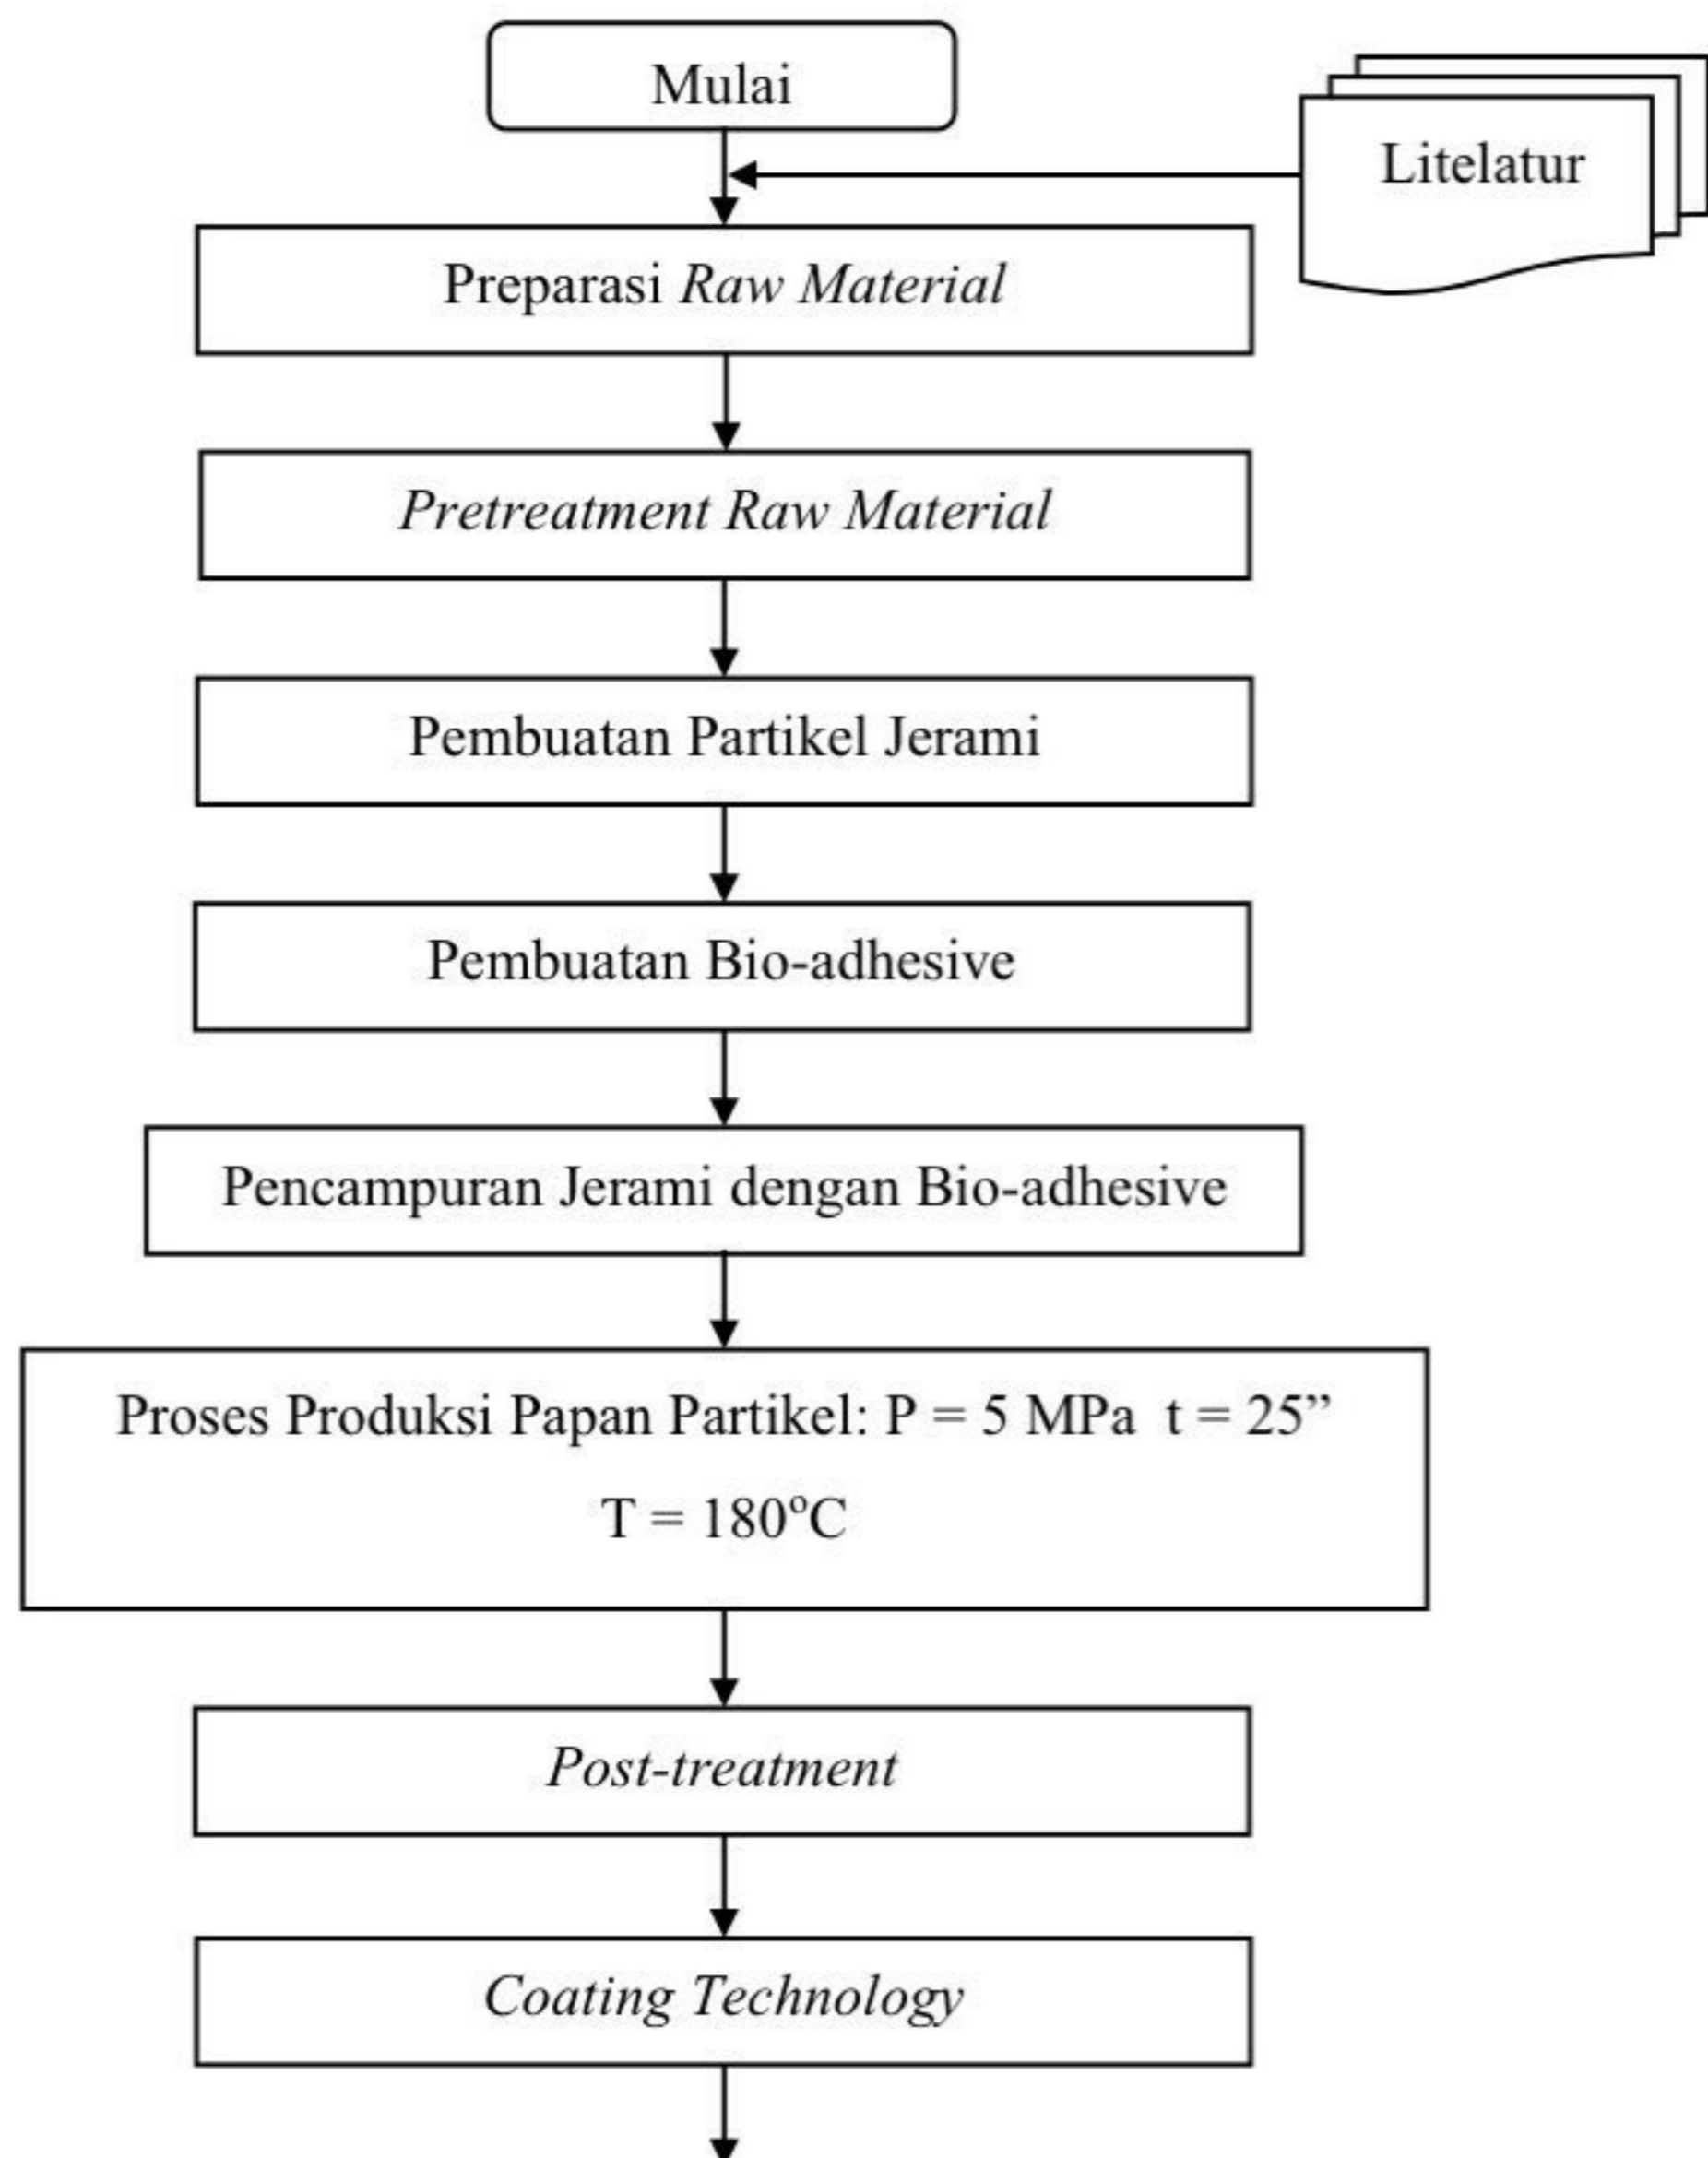 Mulai
Litelatur
Preparasi Raw Material
Pretreatment Raw Material
Pembuatan Partikel Jerami
Pembuatan Bio-adhesive
Pencampuran Jerami dengan Bio-adhesive
Proses Produksi Papan Partikel: P = 5 MPa  t = 25”
T = 180ºC
Post-treatment
Coating Technology